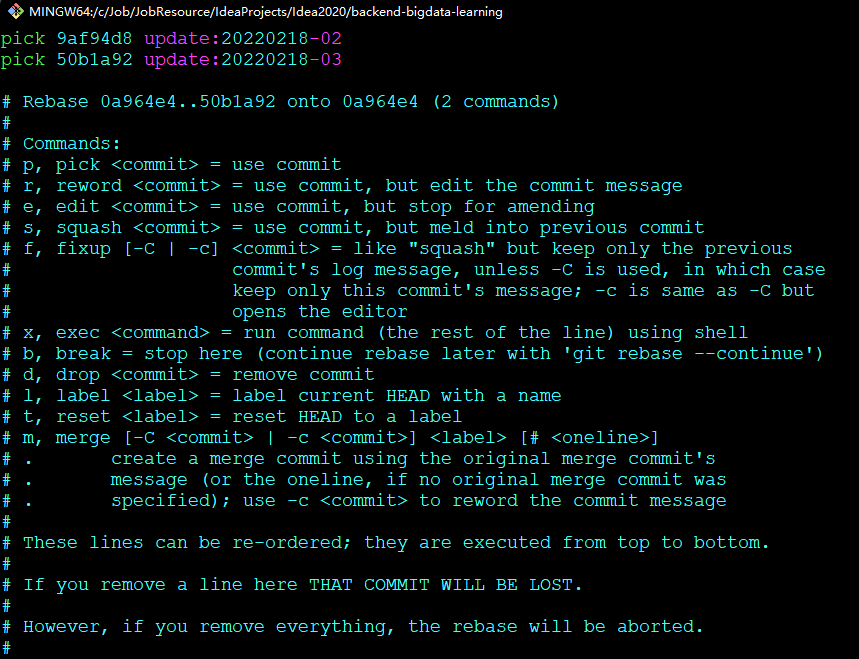 MINGW64:/c/Job/JobResource/IdeaProjects/Idea2020/backend-bigdata-learning
pick 9af94d8 update:20220218-02
pick 50b1a92 update:20220218-03

# Rebase 0a964e4..50b1a92 onto 0a964e4 (2 commands)
#
# Commands:
# p, pick <commit> = use commit
# r, reword <commit> = use commit, but edit the commit message
# e, edit <commit> = use commit, but stop for amending
# s, squash <commit> = use commit, but meld into previous commit
# f, fixup [-C | -c] <commit> = like "squash" but keep only the previous
#                    commit's log message, unless -C is used, in which case
#                    keep only this commit's message; -c is same as -C but
#                    opens the editor
# x, exec <command> = run command (the rest of the line) using shell
# b, break = stop here (continue rebase later with 'git rebase --continue')
# d, drop <commit> = remove commit
# l, label <label> = label current HEAD with a name
# t, reset <label> = reset HEAD to a label
# m, merge [-C <commit> | -c <commit>] <label> [# <oneline>]
# .       create a merge commit using the original merge commit's
# .       message (or the oneline, if no original merge commit was
# .       specified); use -c <commit> to reword the commit message
#
# These lines can be re-ordered; they are executed from top to bottom.
#
# If you remove a line here THAT COMMIT WILL BE LOST.
#
# However, if you remove everything, the rebase will be aborted.
#